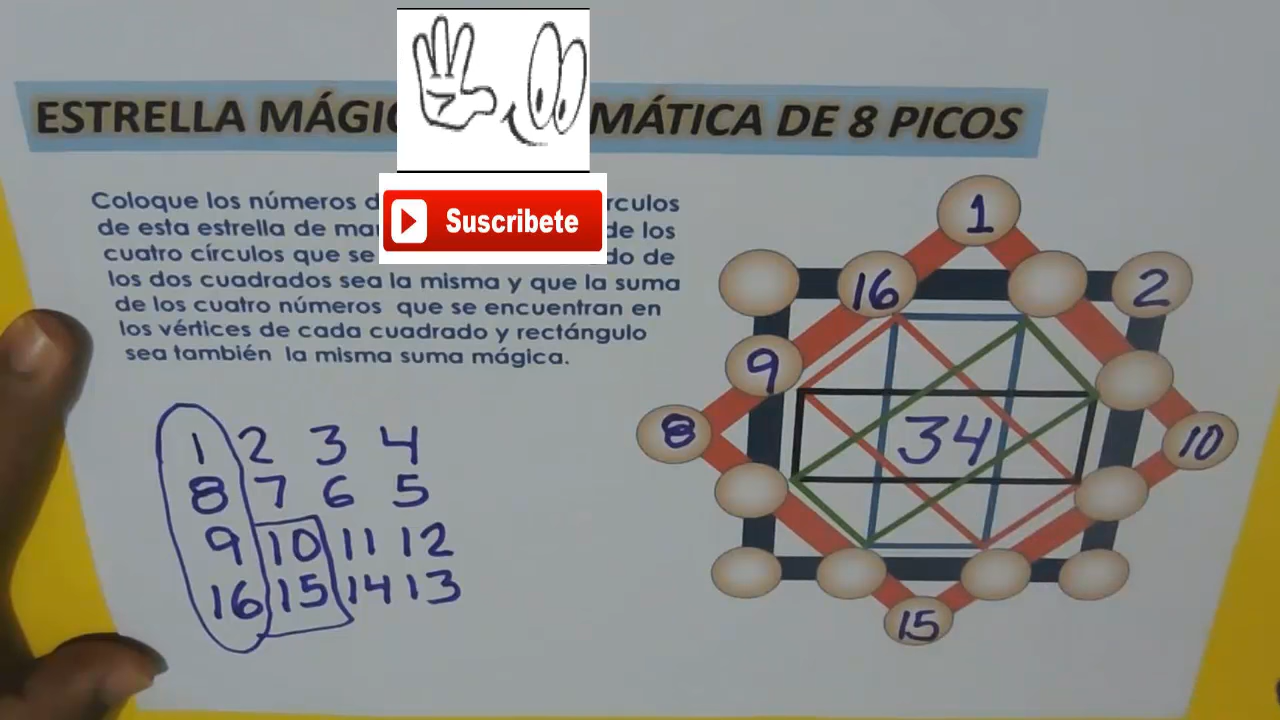 ESTRELLA MÁGI MÁTICA DE 8 PICOS
Suscribete
Coloque los números d rculos
de esta estrella de ma de los
cuatro círculos que se do de
los dos cuadrados sea la misma y que la suma
de los cuatro números que se encuentran en
los vértices de cada cuadrado y rectángulo
sea también la misma suma mágica.
1 2 3 4
8 7 6 5
9 10 11 12
16 15 14 13
1
16
2
9
8
34
10
15